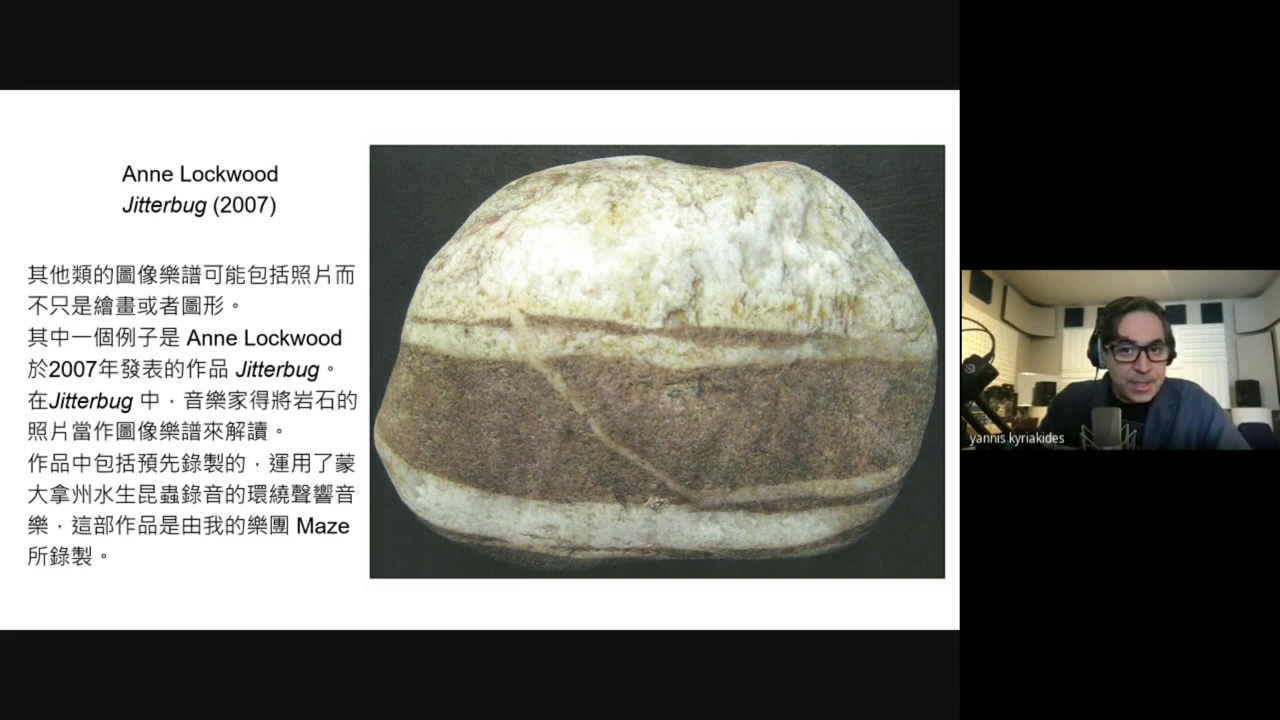 Anne Lockwood
Jitterbug (2007)
其他類的圖像樂譜可能包括照片而
不只是繪畫或者圖形。
其中一個例子是 Anne Lockwood
於2007年發表的作品 Jitterbug。
在Jitterbug 中，音樂家得將岩石的
照片當作圖像樂譜來解讀。
作品中包括預先錄製的，運用了蒙
大拿州水生昆蟲錄音的環繞聲響音
樂，這部作品是由我的樂團 Maze
所錄製。
yannis kyriakides